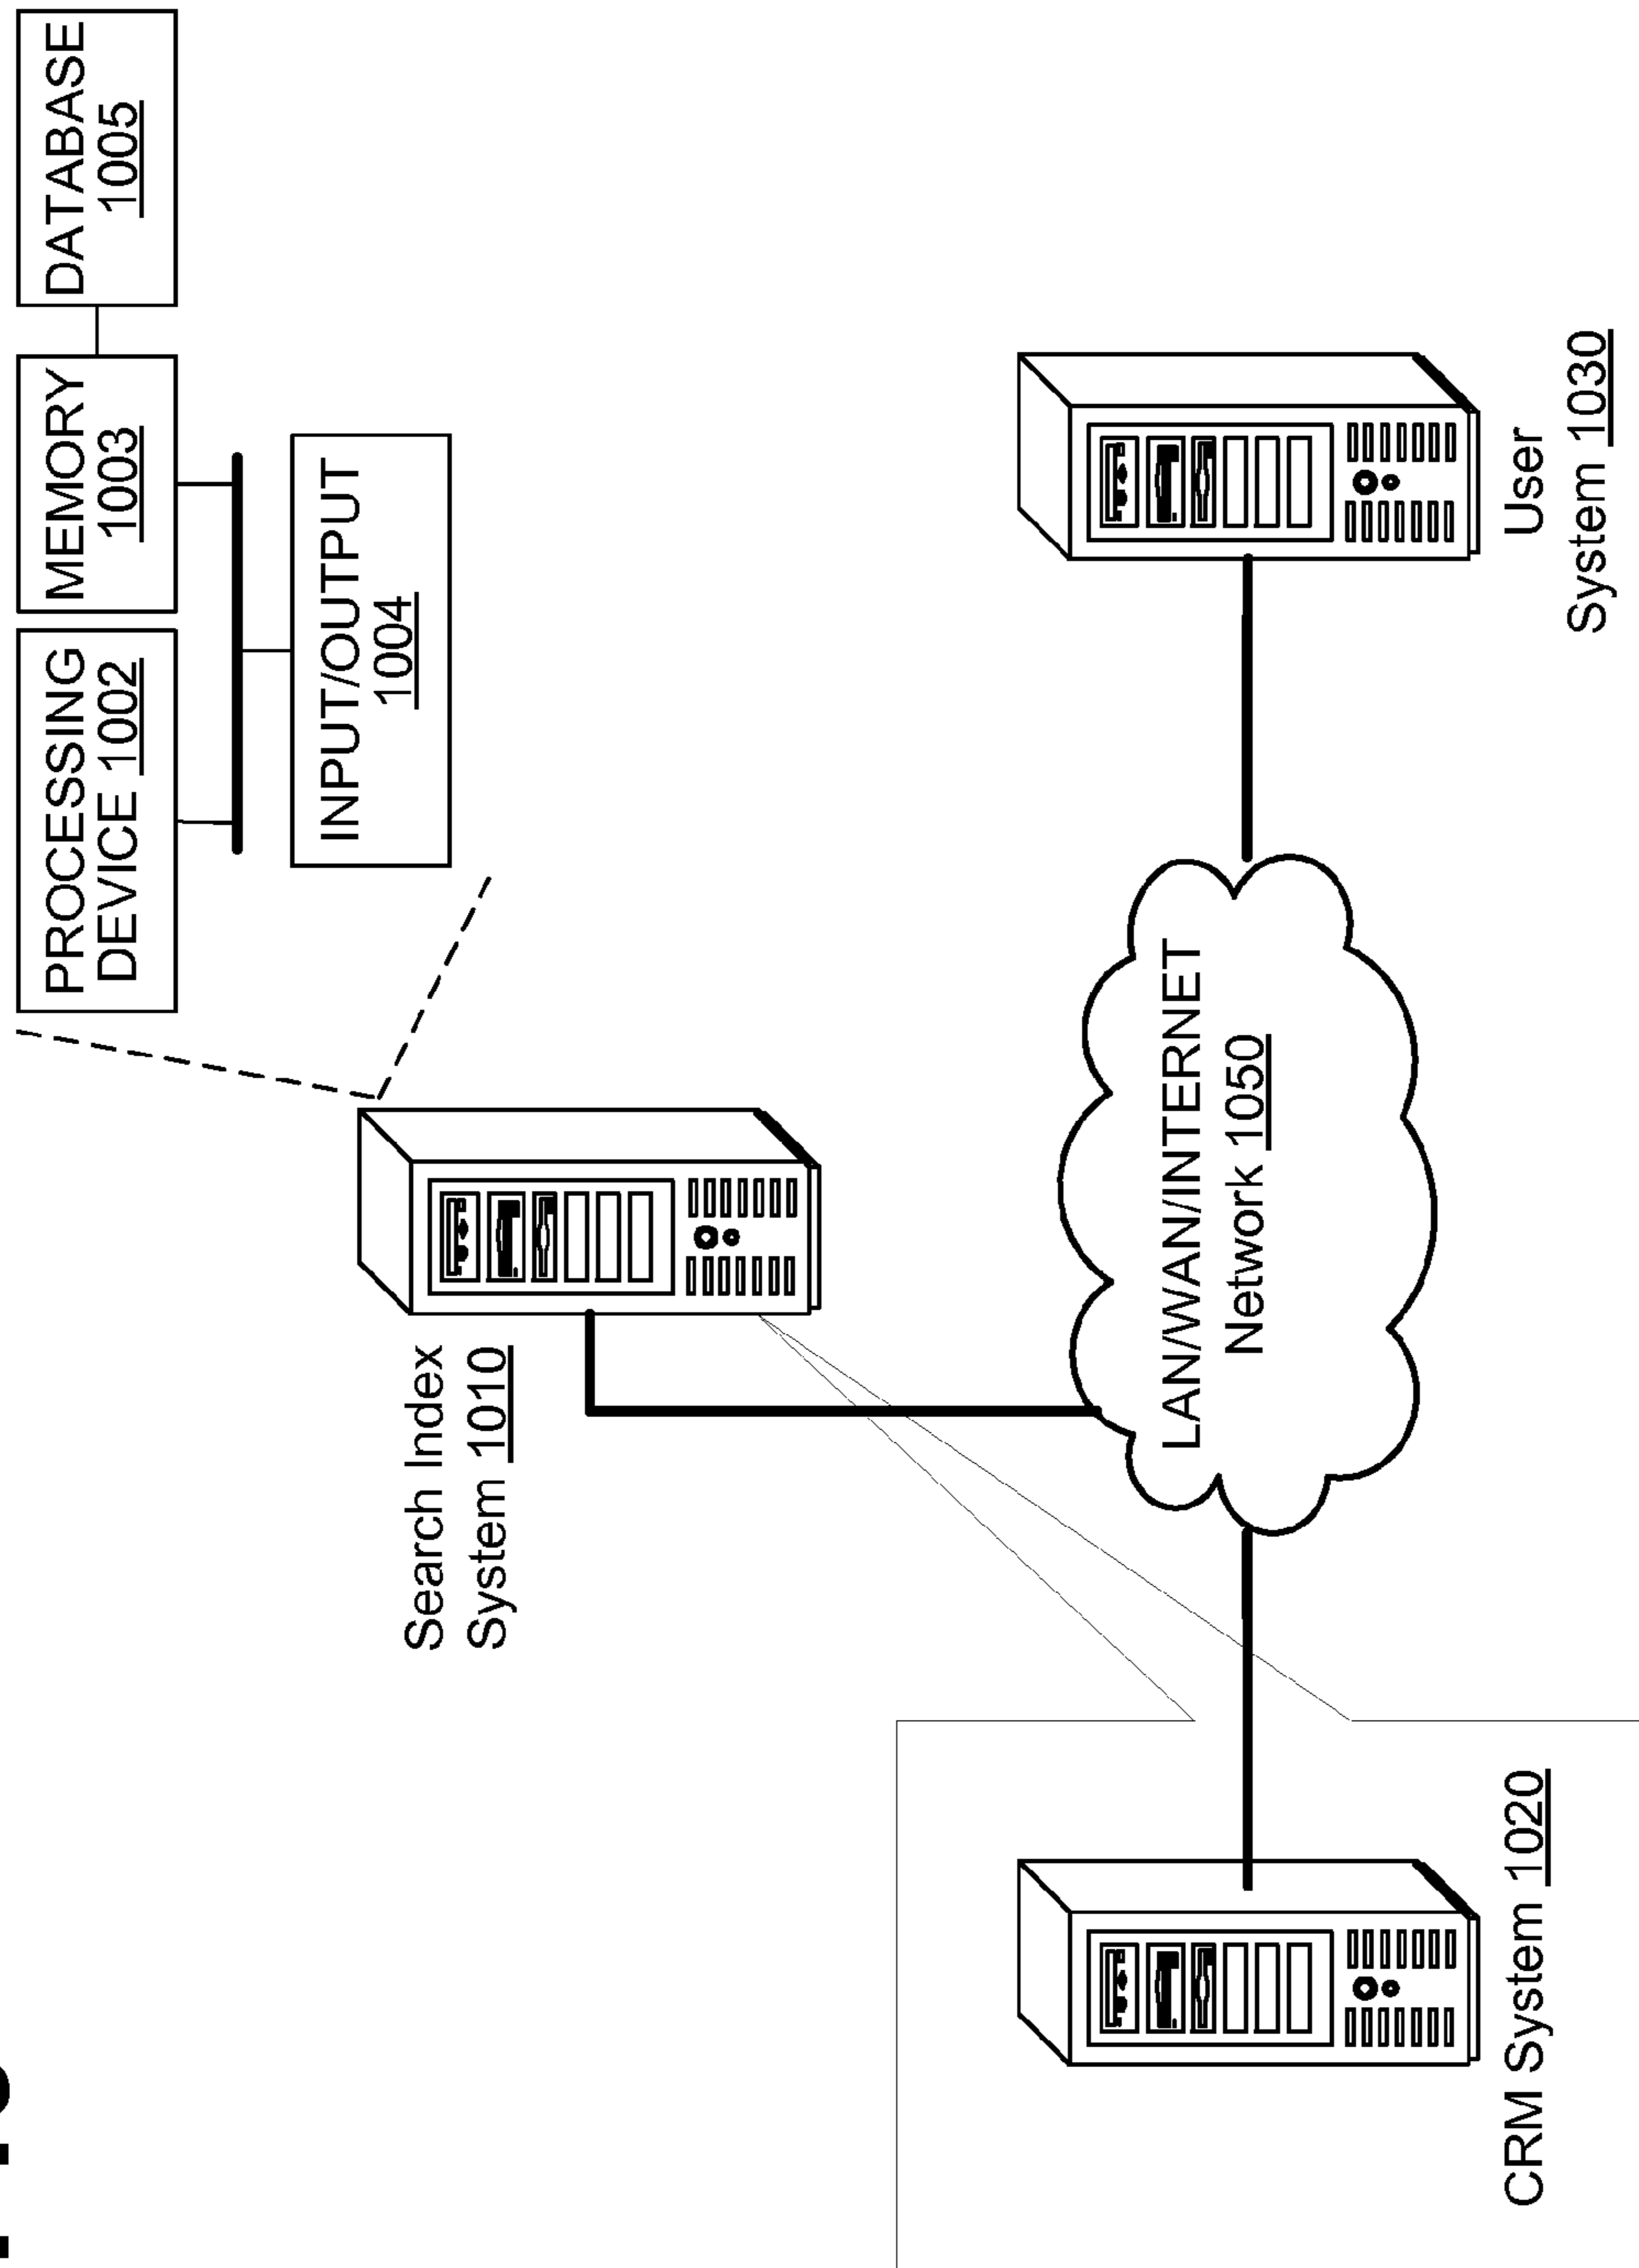 PROCESSING
DEVICE 1002
MEMORY
1003
DATABASE
1005
INPUT/OUTPUT
1004
Search Index
System 1010
LAN/WAN/INTERNET
Network 1050
CRM System 1020
User
System 1030